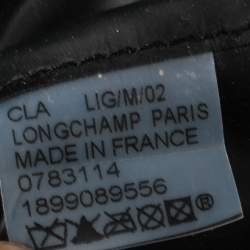 CLA LIG/M/02
LONGCHAMP PARIS
MADE IN FRANCE
0783114
1899089556